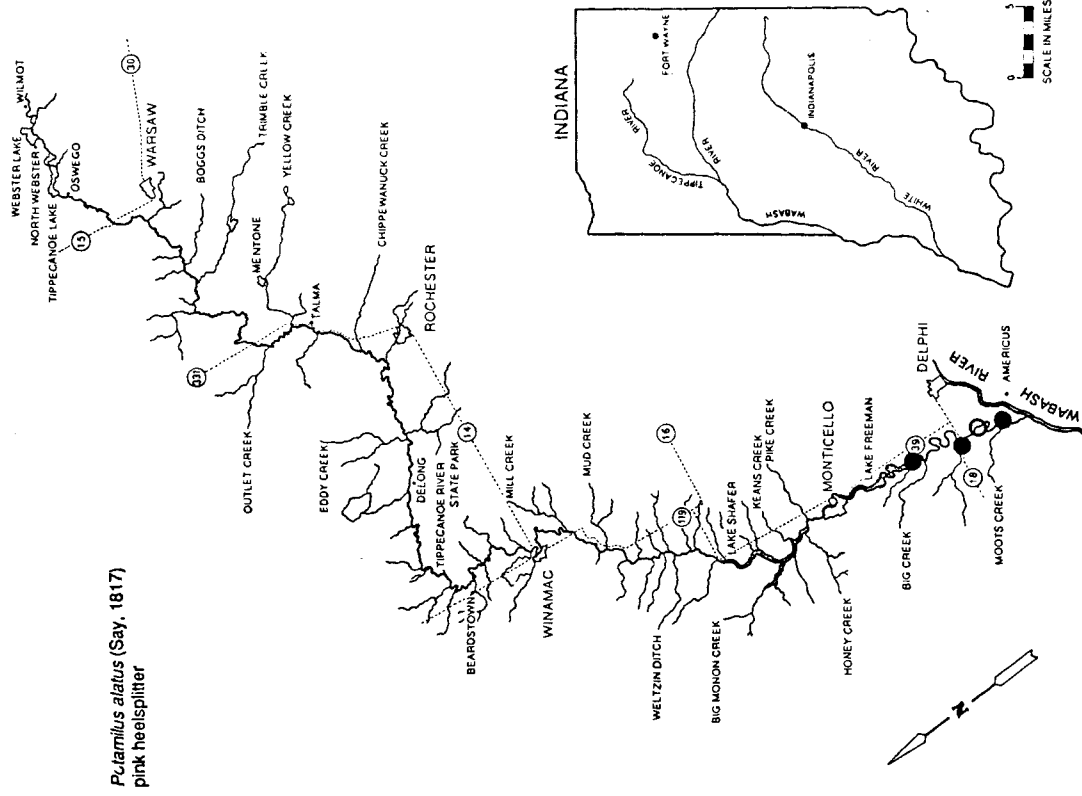 Potamilus alatus (Say, 1817)
pink heelsplitter
WEBSTER LAKE
WILMOT
NORTH WEBSTER
TIPPECANOE LAKE
OSWEGO
15
30
WARSAW
BOGGS DITCH
TRIMBLE CREEK
331
MENTONE
YELLOW CREEK
TALMA
CHIPPEWANUCK CREEK
OUTLET CREEK
ROCHESTER
EDDY CREEK
DELONG
TIPPECANOE RIVER
STATE PARK
14
MILL CREEK
BEARDSTOWN
WINAMAC
MUD CREEK
16
119
WELTZIN DITCH
LAKE SHAFER
KEANS CREEK
PIKE CREEK
BIG MONON CREEK
MONTICELLO
HONEY CREEK
LAKE FREEMAN
39
BIG CREEK
18
MOOTS CREEK
DELPHI
WABASH
RIVER
AMERICUS
N
INDIANA
FORT WAYNE
INDIANAPOLIS
TIPPECANOE
RIVER
WABASH
RIVER
WHITE
RIVER
0 5
SCALE IN MILES